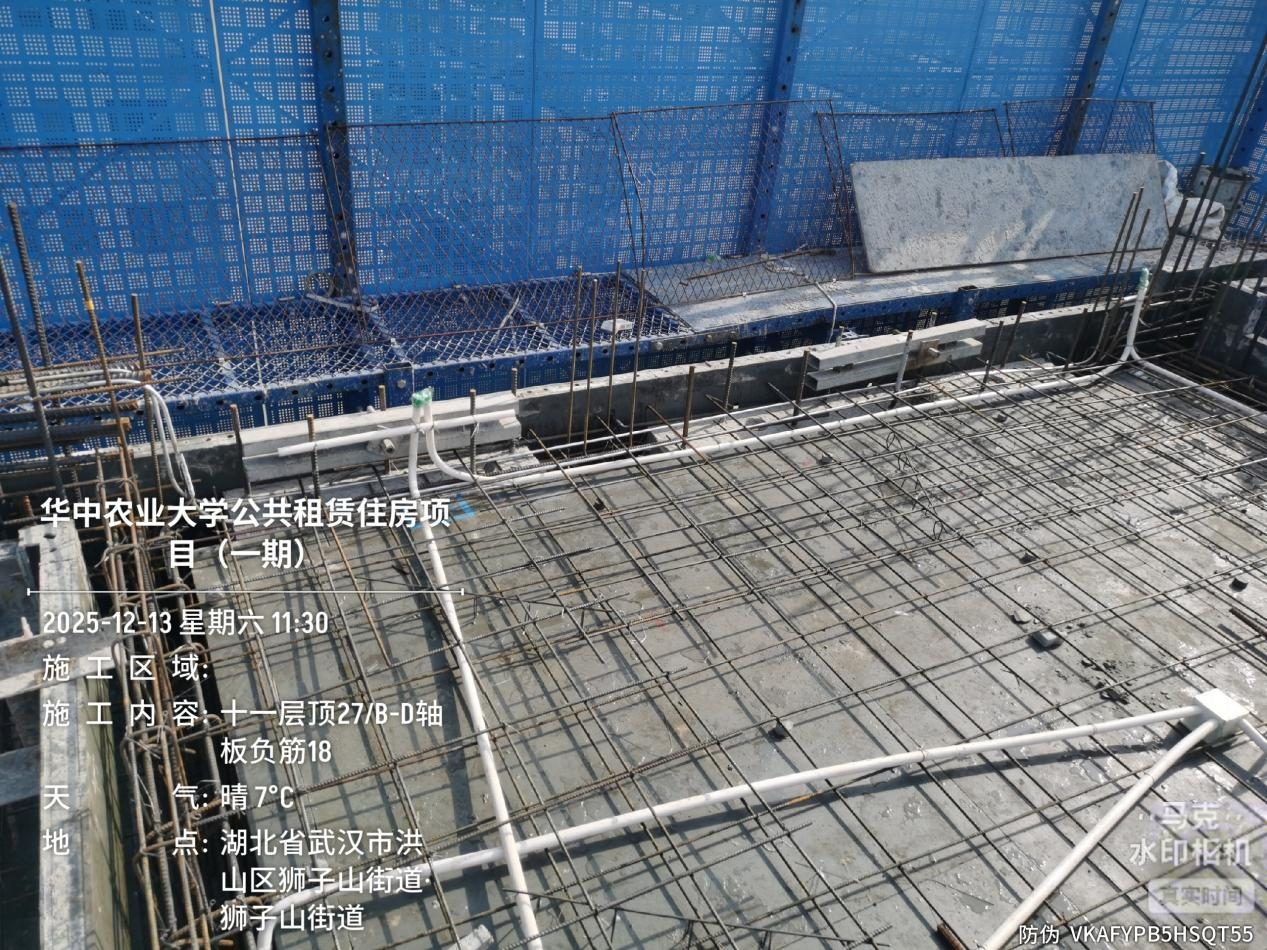 华中农业大学公共租赁住房项
目（一期）
2025-12-13 星期六 11:30
施工区域:
施工内容: 十一层顶27/B-D轴
板负筋18
天气: 晴 7°C
地点: 湖北省武汉市洪
山区狮子山街道
狮子山街道
马克
水印相机
真实时间
防伪 VKAFYPB5HSQT55